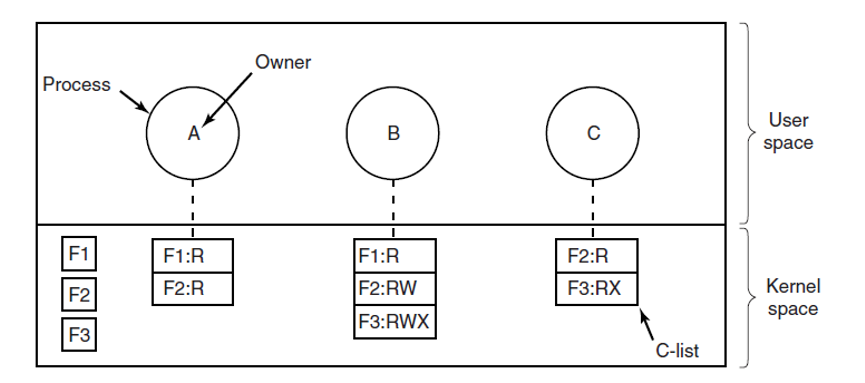 Owner
Process
A
B
C
User
space
F1
F2
F3
F1:R
F2:R
F1:R
F2:RW
F3:RWX
F2:R
F3:RX
Kernel
space
C-list